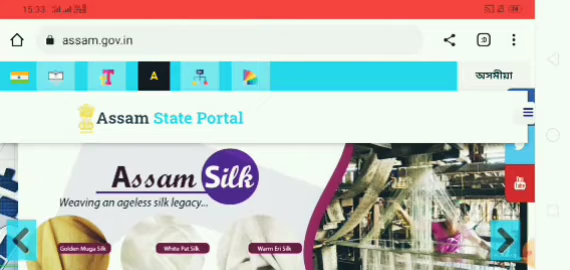 15:33
assam.gov.in
T
A
অসমীয়া
Assam State Portal
Assam Silk
Weaving an ageless silk legacy...
Golden Muga Silk
White Pat Silk
Warm Eri Silk